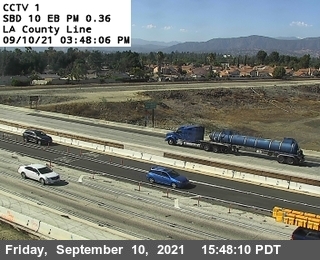 CCTV 1
SBD 10 EB PM 0.36
LA County Line
09/10/21 03:48:06 PM
Friday, September 10, 2021 15:48:10 PDT